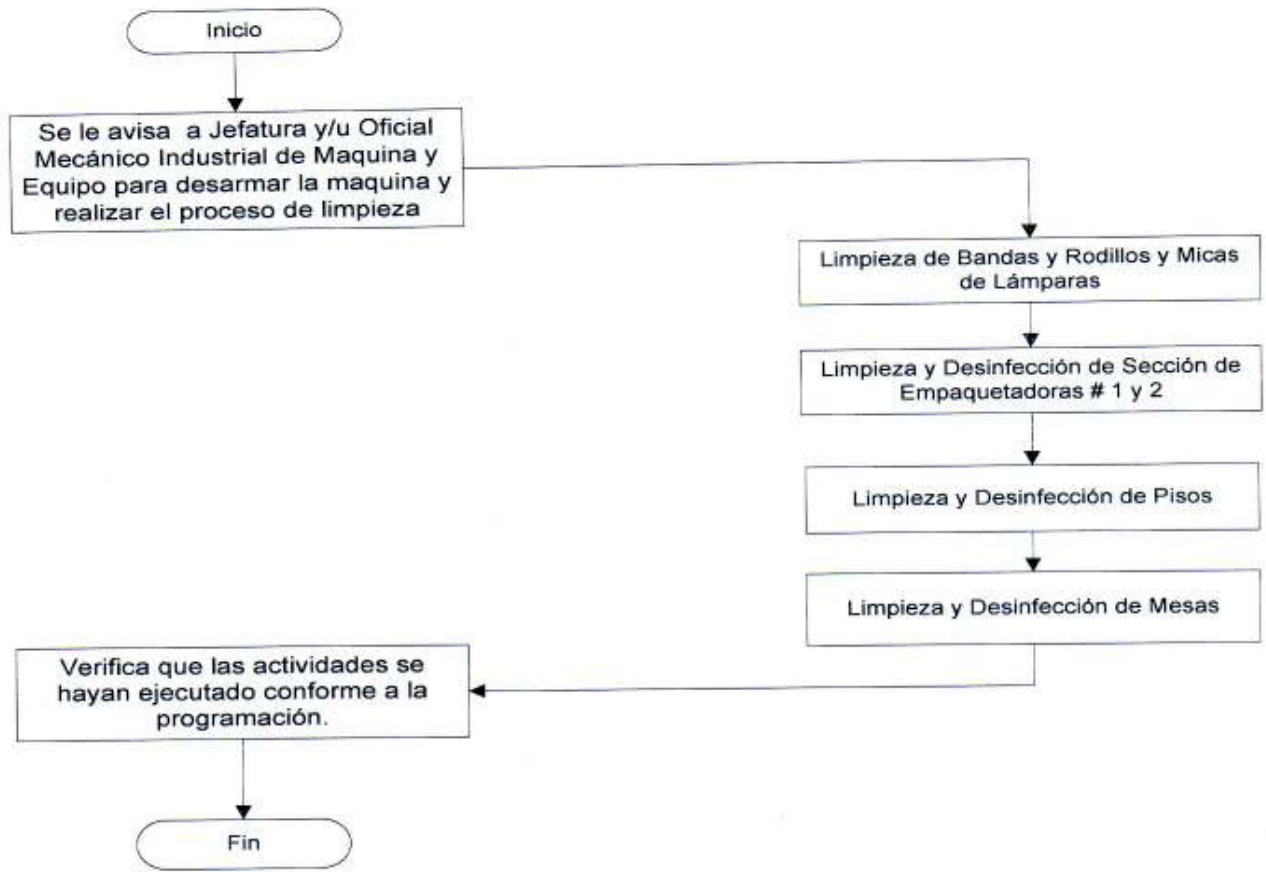 Inicio
Se le avisa a Jefatura y/u Oficial
Mecánico Industrial de Maquina y
Equipo para desarmar la maquina y
realizar el proceso de limpieza
Limpieza de Bandas y Rodillos y Micas
de Lámparas
Limpieza y Desinfección de Sección de
Empaquetadoras # 1 y 2
Limpieza y Desinfección de Pisos
Limpieza y Desinfección de Mesas
Verifica que las actividades se
hayan ejecutado conforme a la
programación.
Fin